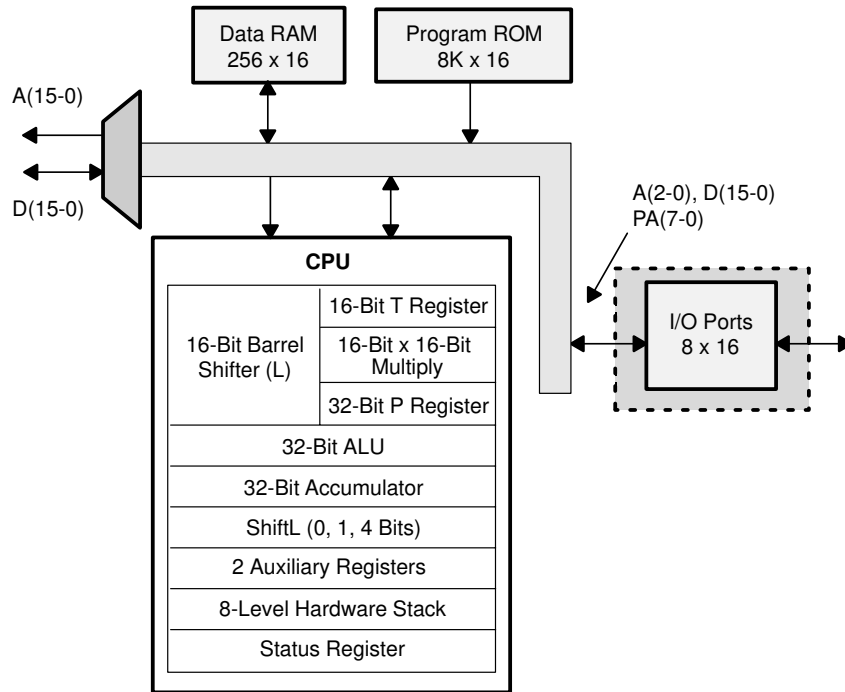 Data RAM
256 x 16
Program ROM
8K x 16
A(15-0)
D(15-0)
A(2-0), D(15-0)
PA(7-0)
CPU
16-Bit Barrel
Shifter (L)
16-Bit T Register
16-Bit x 16-Bit
Multiply
32-Bit P Register
32-Bit ALU
32-Bit Accumulator
ShiftL (0, 1, 4 Bits)
2 Auxiliary Registers
8-Level Hardware Stack
Status Register
I/O Ports
8 x 16